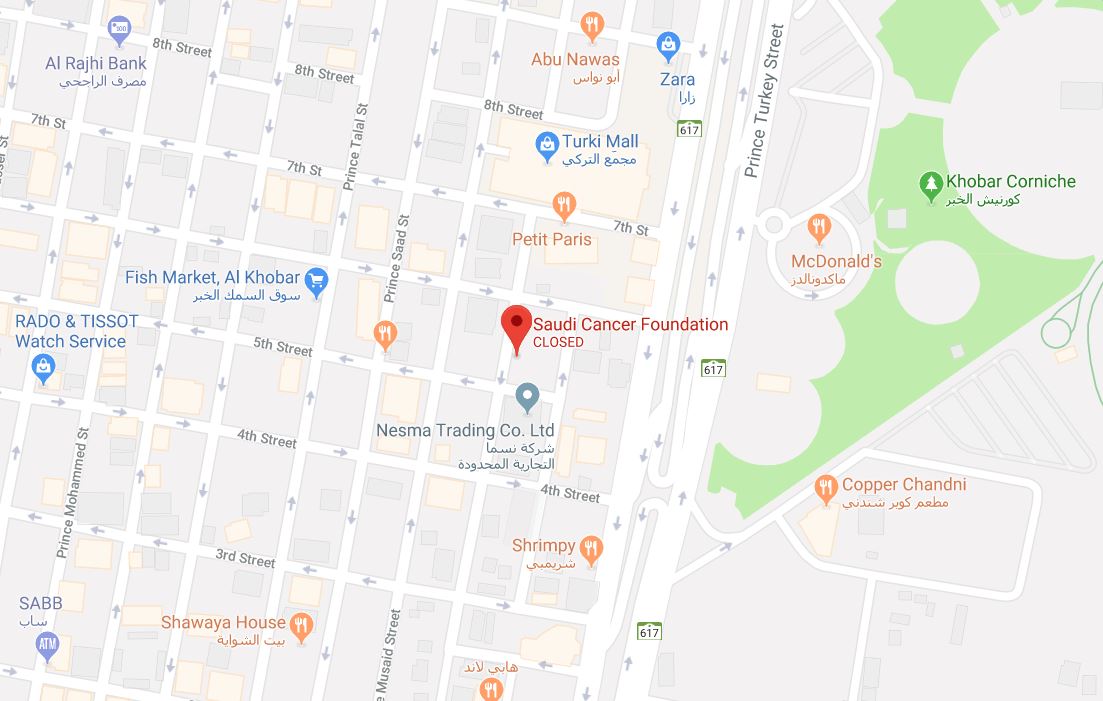 8th Street
Al Rajhi Bank
مصرف الراجحي
8th Street
Abu Nawas
أبو نواس
Zara
زارا
8th Street
617
Prince Turkey Street
7th St
Prince Talal St
7th St
Turki Mall
مجمع التركي
Khobar Corniche
كورنيش الخبر
Petit Paris
7th St
Prince Saad St
McDonald's
ماكدونالدز
Fish Market, Al Khobar
سوق السمك الخبر
RADO & TISSOT
Watch Service
5th Street
Saudi Cancer Foundation
CLOSED
617
Nesma Trading Co. Ltd
شركة نسما
التجارية المحدودة
4th Street
4th Street
Prince Mohammed St
Copper Chandni
مطعم كوبر شندني
3rd Street
Shrimpy
شريمبي
SABB
ساب
ATM
Shawaya House
بيت الشواية
617
e Musaid Street
هابي لاند